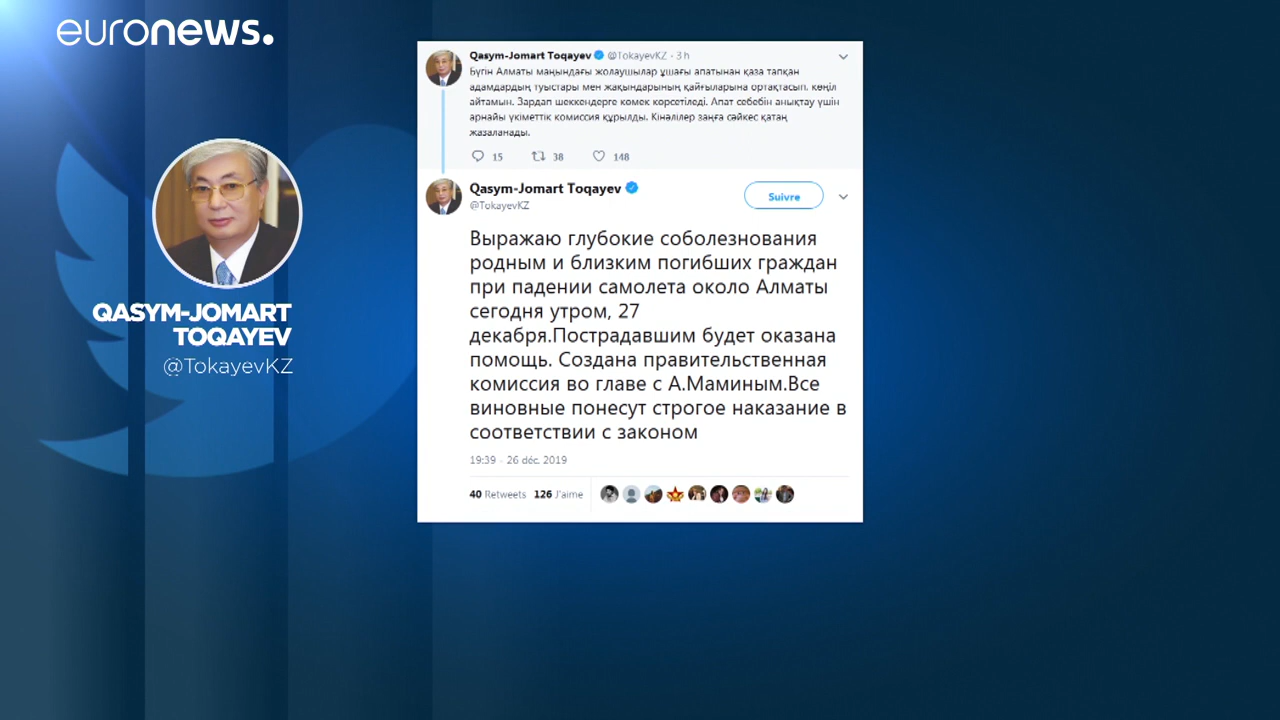 euronews.
QASYM-JOMART
TOQAYEV
@TokayevKZ
Qasym-Jomart Toqayev @TokayevKZ · 3 h
Бүгін Алматы маңындағы жолаушылар ұшағы апатынан қаза тапқан
адамдардың туыстары мен жақындарының қайғыларына ортақтасып, көңіл
айтамын. Зардап шеккендерге көмек көрсетіледі. Апат себебін анықтау үшін
арнайы үкіметтік комиссия құрылды. Кінәлілер заңға сәйкес қатаң
жазаланады.
15 38 148
Qasym-Jomart Toqayev
Suivre
@TokayevKZ
Выражаю глубокие соболезнования
родным и близким погибших граждан
при падении самолета около Алматы
сегодня утром, 27
декабря.Пострадавшим будет оказана
помощь. Создана правительственная
комиссия во главе с А.Маминым.Все
виновные понесут строгое наказание в
соответствии с законом
19:39 - 26 déc. 2019
40 Retweets 126 J'aime